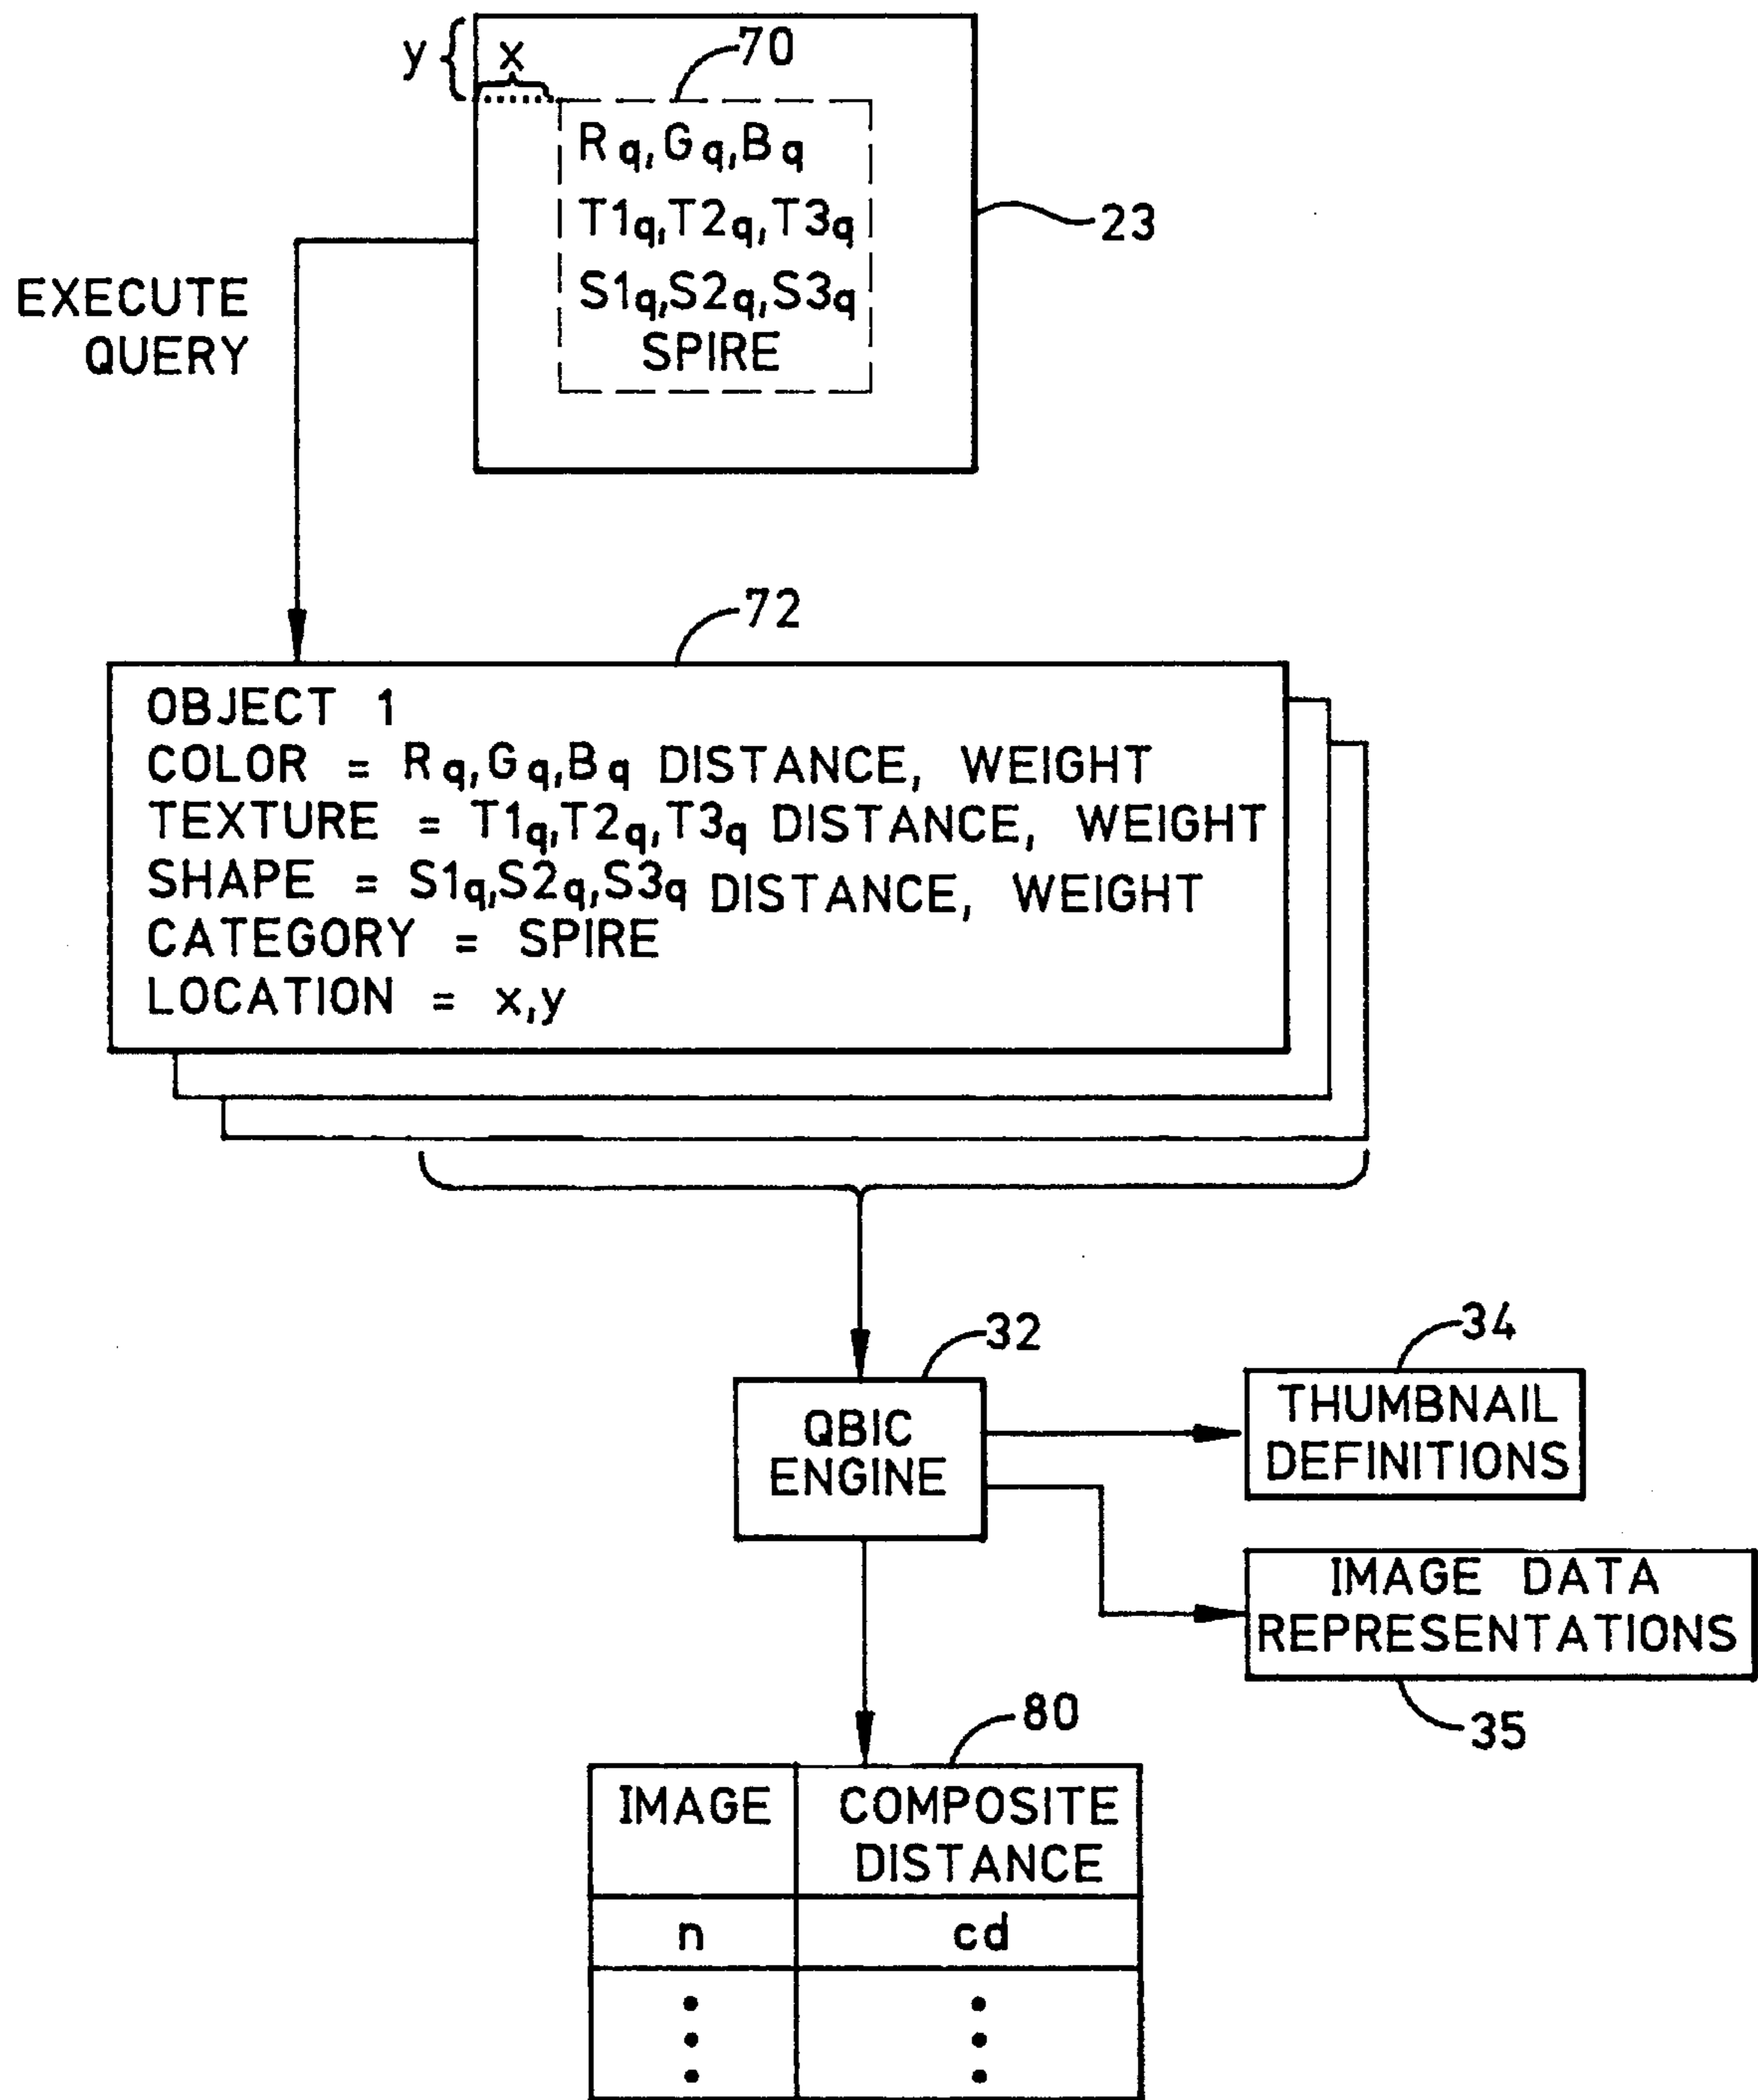 y { x
70
Rq,Gq,Bq
T1q,T2q,T3q
23
S1q,S2q,S3q
SPIRE
EXECUTE
QUERY
72
OBJECT 1
COLOR = Rq,Gq,Bq DISTANCE, WEIGHT
TEXTURE = T1q,T2q,T3q DISTANCE, WEIGHT
SHAPE = S1q,S2q,S3q DISTANCE, WEIGHT
CATEGORY = SPIRE
LOCATION = x,y
32
QBIC
ENGINE
34
THUMBNAIL
DEFINITIONS
IMAGE DATA
REPRESENTATIONS
35
80
IMAGE
COMPOSITE
DISTANCE
n
cd